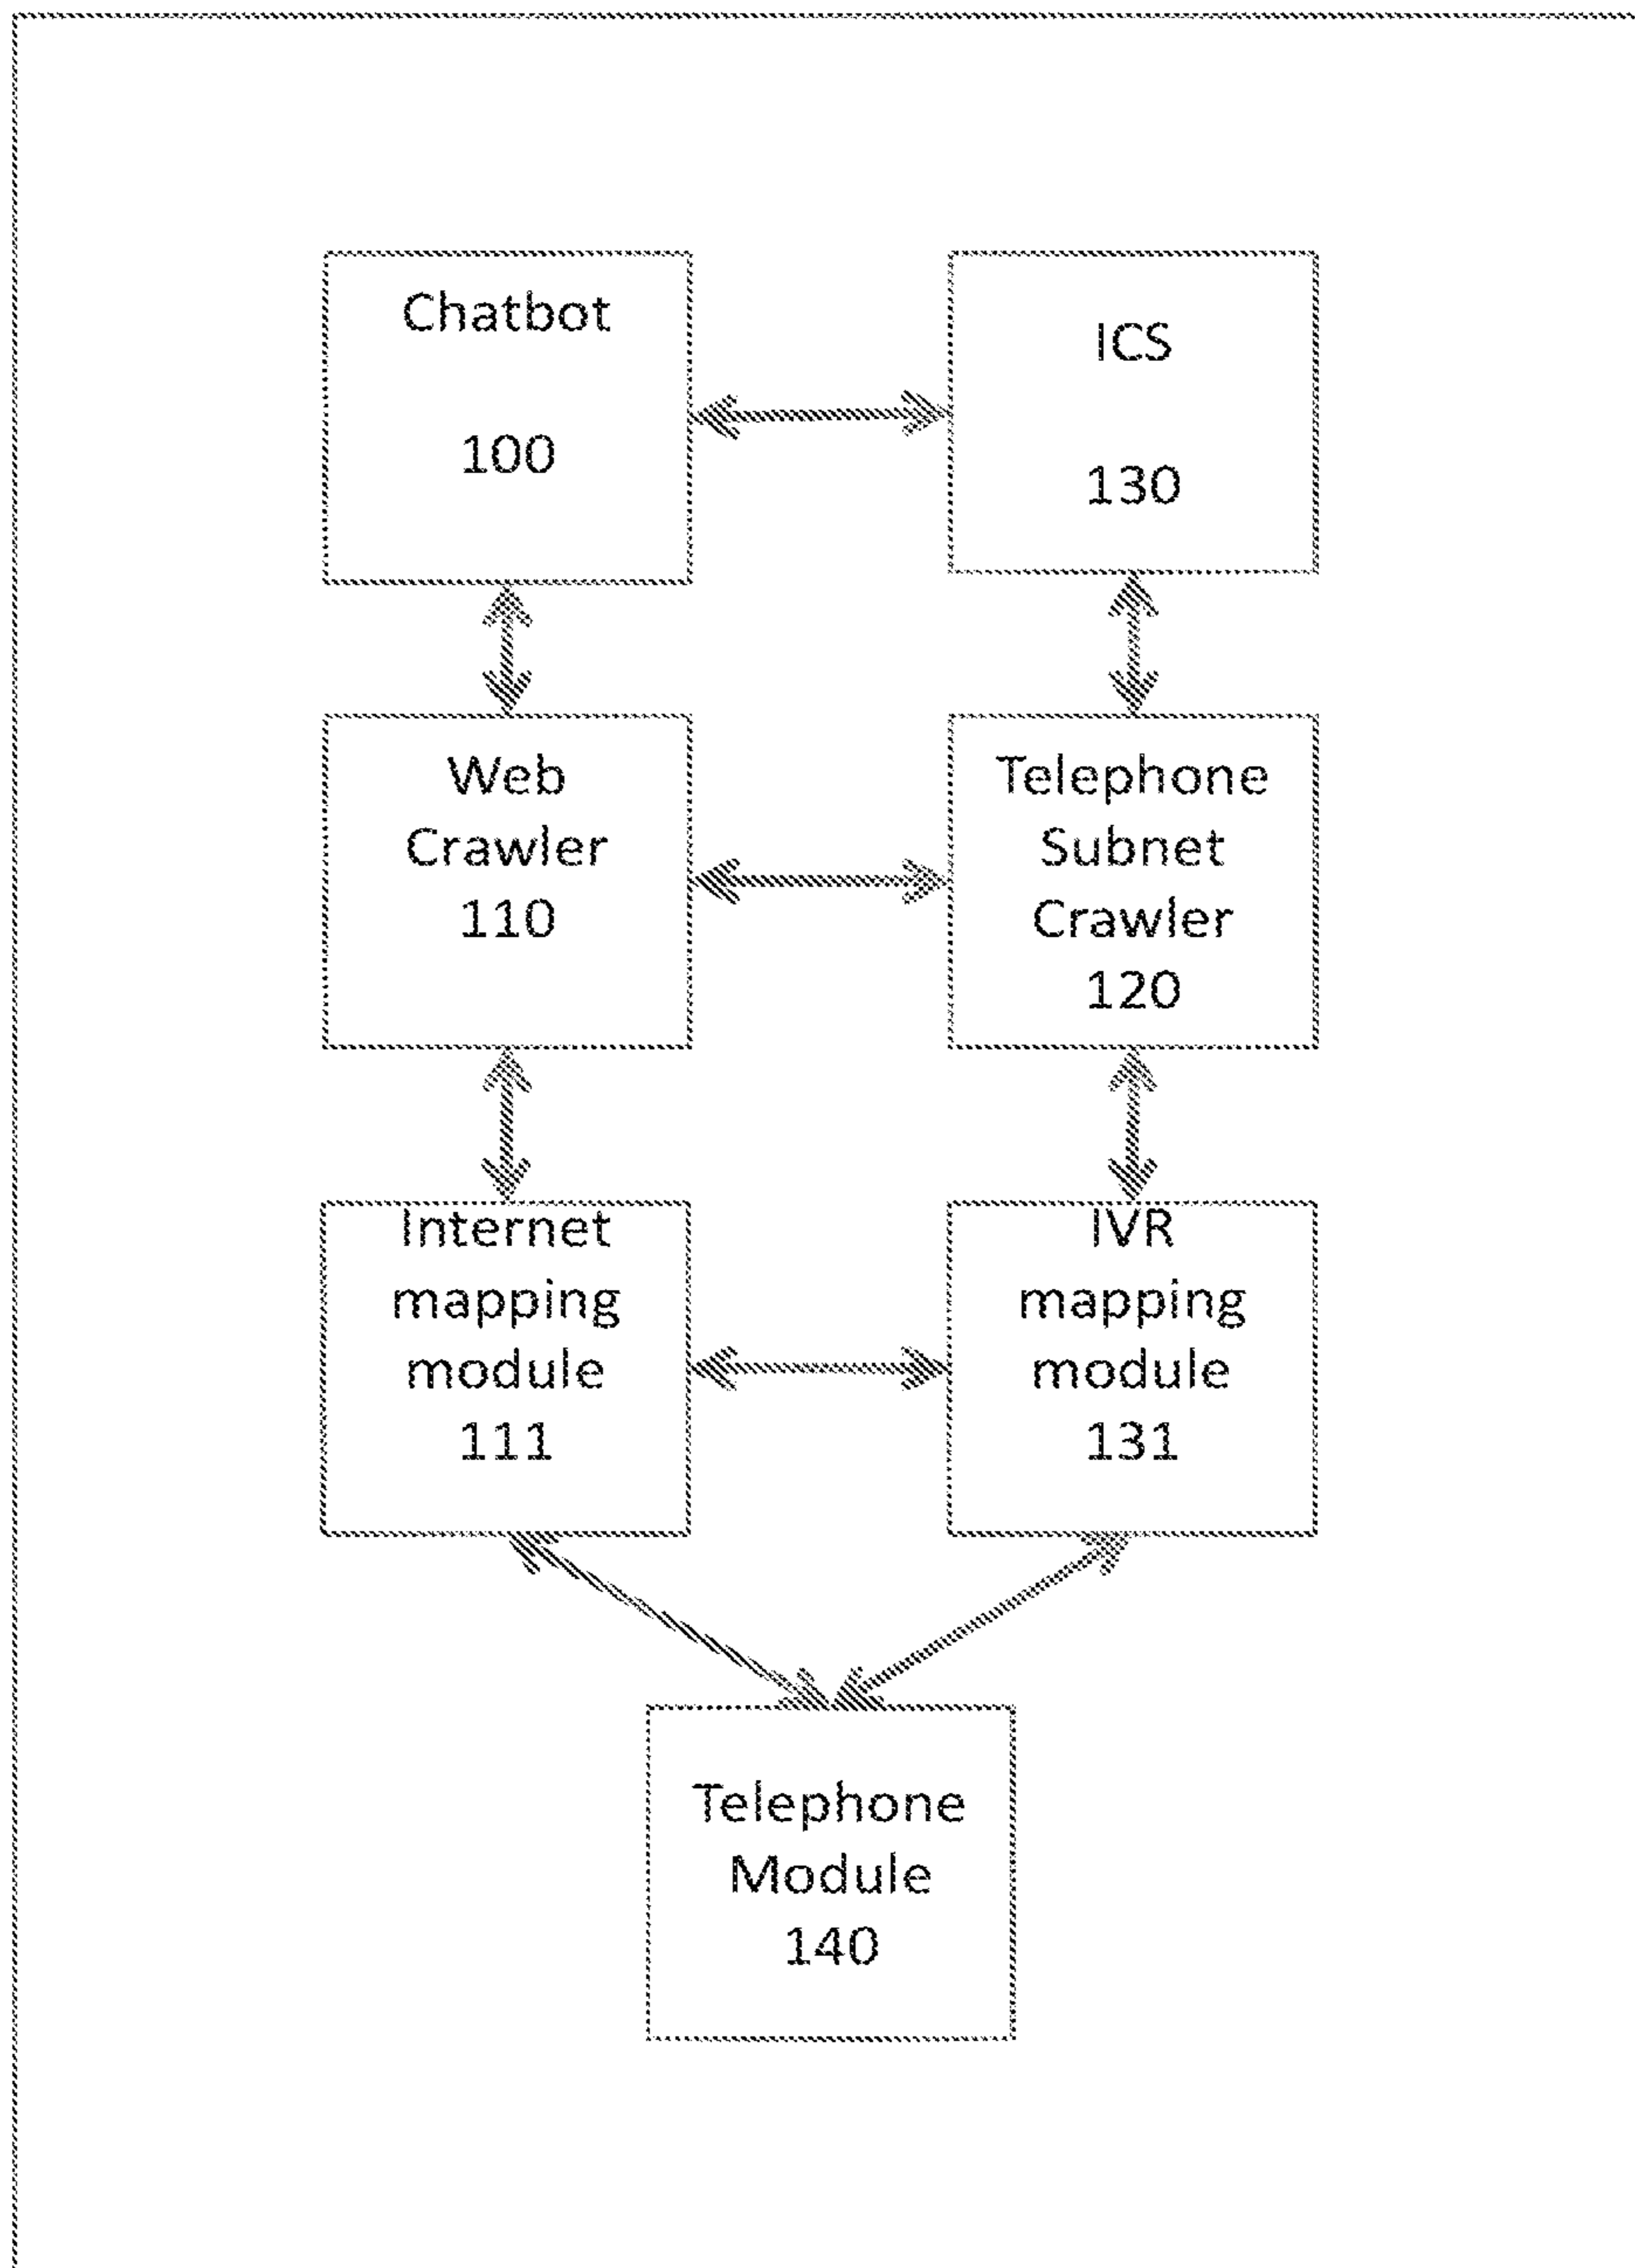 Chatbot
100
ICS
130
Web
Crawler
110
Telephone
Subnet
Crawler
120
Internet
mapping
module
111
IVR
mapping
module
131
Telephone
Module
140